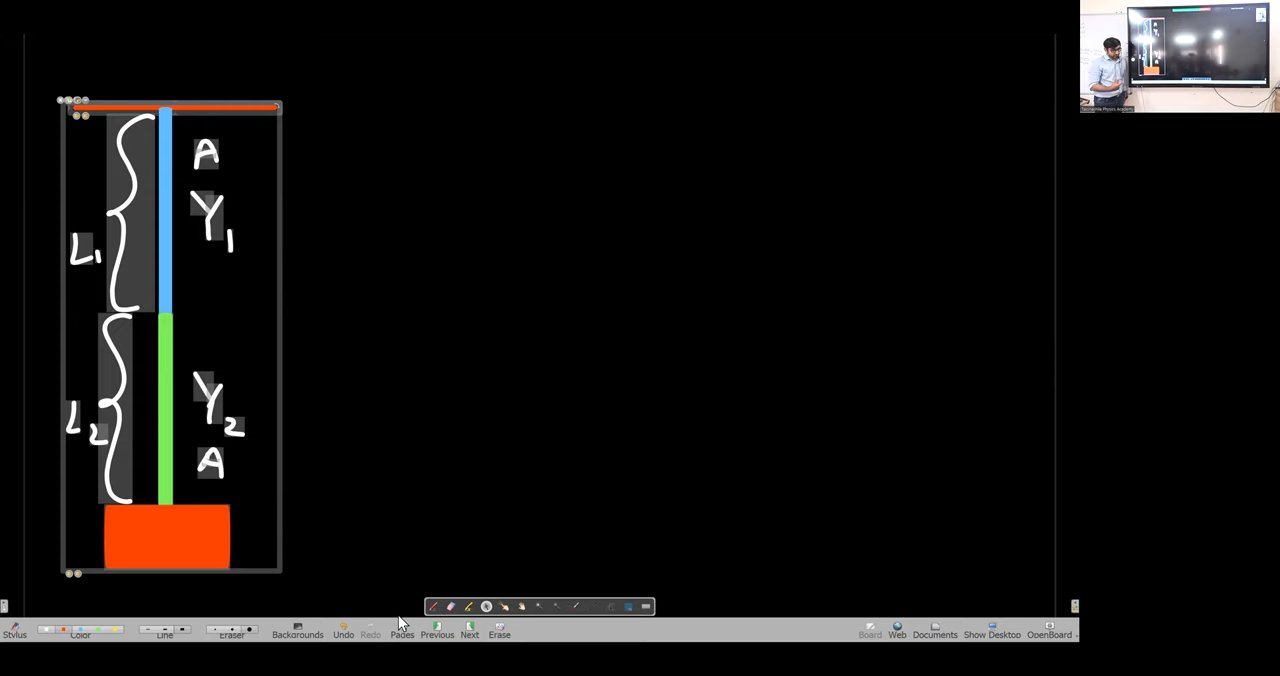 A
Y1
L1
Y2
L2
A
Stylus
Color
Line
Eraser
Backgrounds
Undo
Redo
Pages
Previous
Next
Erase
Board
Web
Documents
Show Desktop
OpenBoard